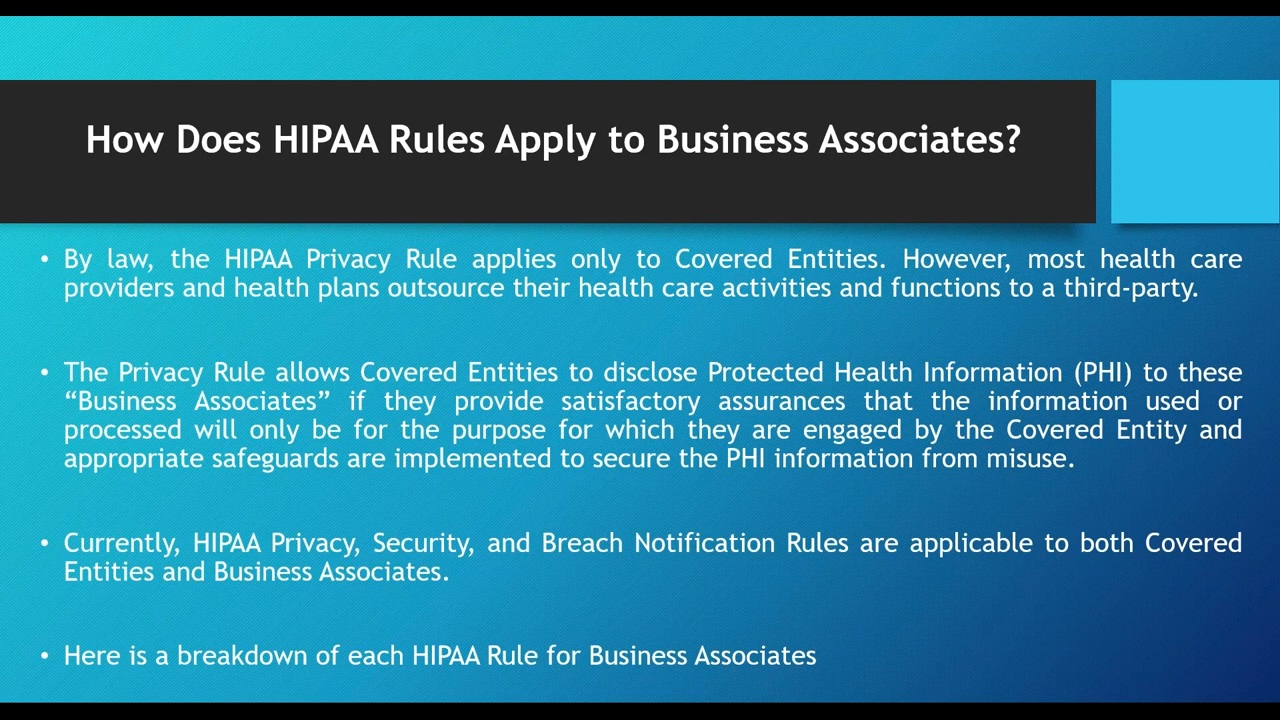 How Does HIPAA Rules Apply to Business Associates?
• By law, the HIPAA Privacy Rule applies only to Covered Entities. However, most health care
providers and health plans outsource their health care activities and functions to a third-party.
• The Privacy Rule allows Covered Entities to disclose Protected Health Information (PHI) to these
“Business Associates” if they provide satisfactory assurances that the information used or
processed will only be for the purpose for which they are engaged by the Covered Entity and
appropriate safeguards are implemented to secure the PHI information from misuse.
• Currently, HIPAA Privacy, Security, and Breach Notification Rules are applicable to both Covered
Entities and Business Associates.
• Here is a breakdown of each HIPAA Rule for Business Associates